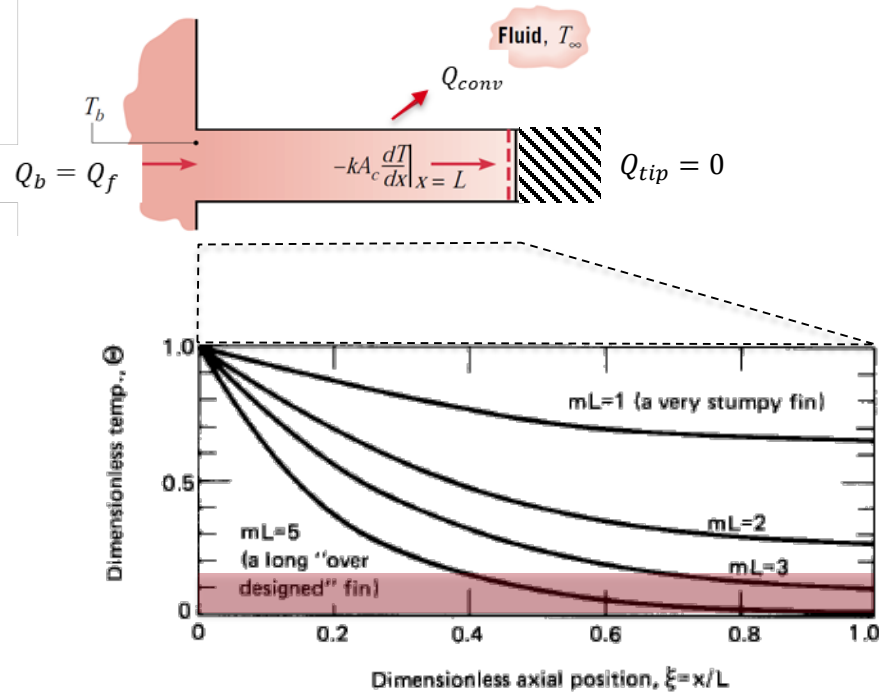 Fluid, T∞
Q_conv
T_b
Q_b = Q_f
-kA_c dT/dx|x = L
Q_tip = 0
Dimensionless temp., Θ
1.0
0.5
0
mL=1 (a very stumpy fin)
mL=2
mL=3
mL=5
(a long "over
designed" fin)
0 0.2 0.4 0.6 0.8 1.0
Dimensionless axial position, ξ=x/L